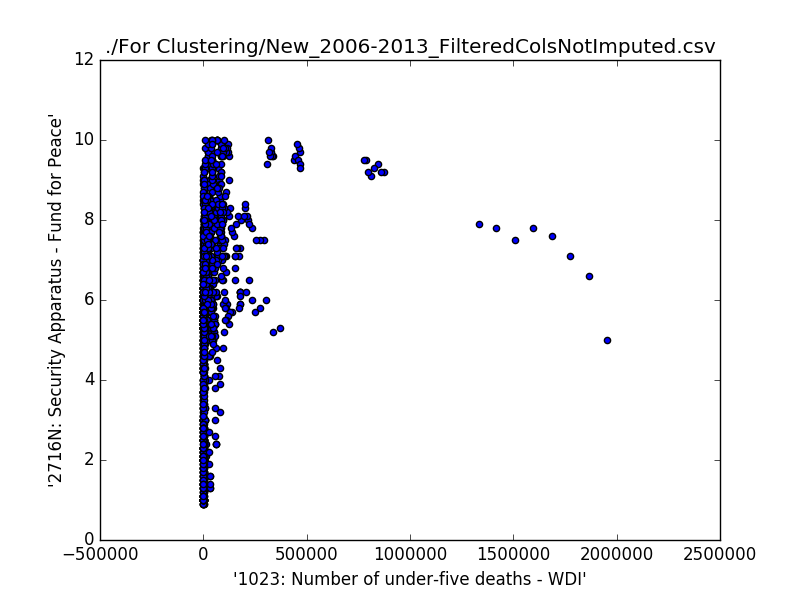 ./For Clustering/New_2006-2013_FilteredColsNotImputed.csv
12
10
8
6
4
2
0
'2716N: Security Apparatus - Fund for Peace'
−500000 0 500000 1000000 1500000 2000000 2500000
'1023: Number of under-five deaths - WDI'